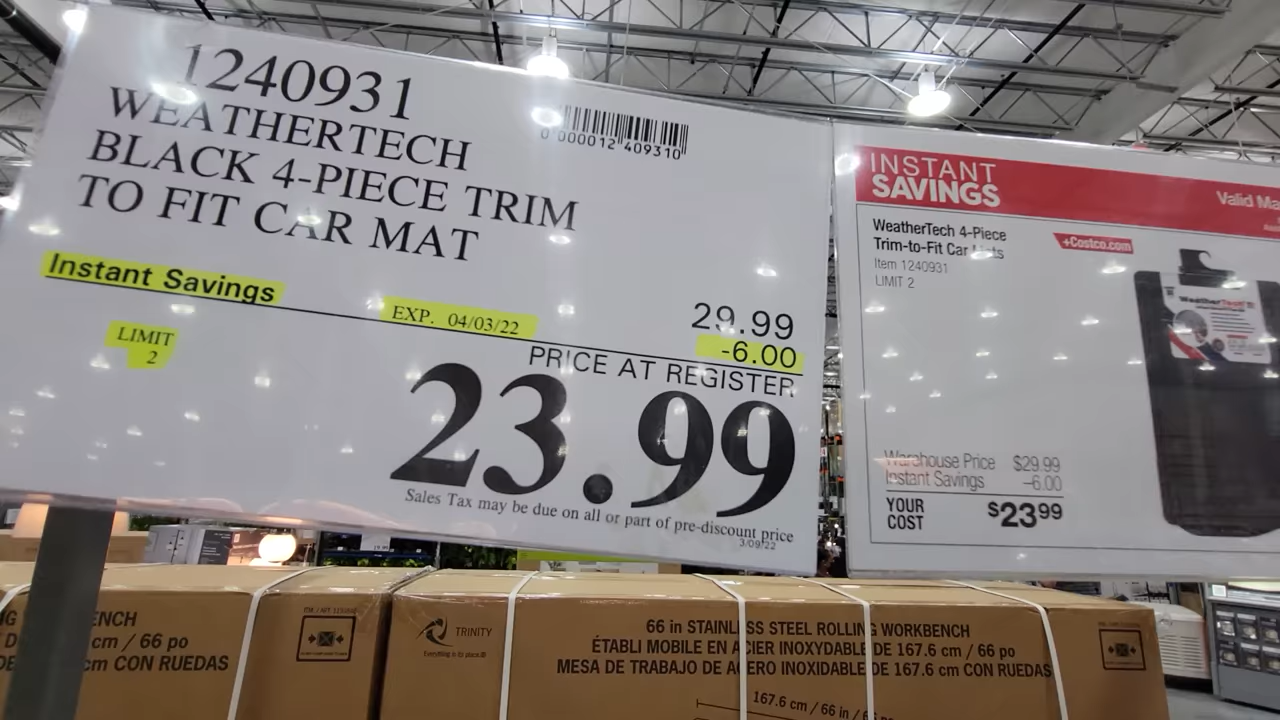 1240931
WEATHERTECH
BLACK 4-PIECE TRIM
TO FIT CAR MAT
0 000012 409310
Instant Savings
EXP. 04/03/22
29.99
-6.00
LIMIT
2
PRICE AT REGISTER
23.99
Sales Tax may be due on all or part of pre-discount price
3/09/22
INSTANT
SAVINGS
Valid
WeatherTech 4-Piece
Trim-to-Fit Car Mats
+Costco.com
Item 1240931
LIMIT 2
WeatherTech
Warehouse Price $29.99
Instant Savings –6.00
YOUR
COST
$23 99
cm / 66 po
cm CON RUEDAS
TRINITY
Everything in its place.®
66 in STAINLESS STEEL ROLLING WORKBENCH
ÉTABLI MOBILE EN ACIER INOXYDABLE DE 167.6 cm / 66 po
MESA DE TRABAJO DE ACERO INOXIDABLE DE 167.6 cm CON RUEDAS
167.6 cm / 66 in /